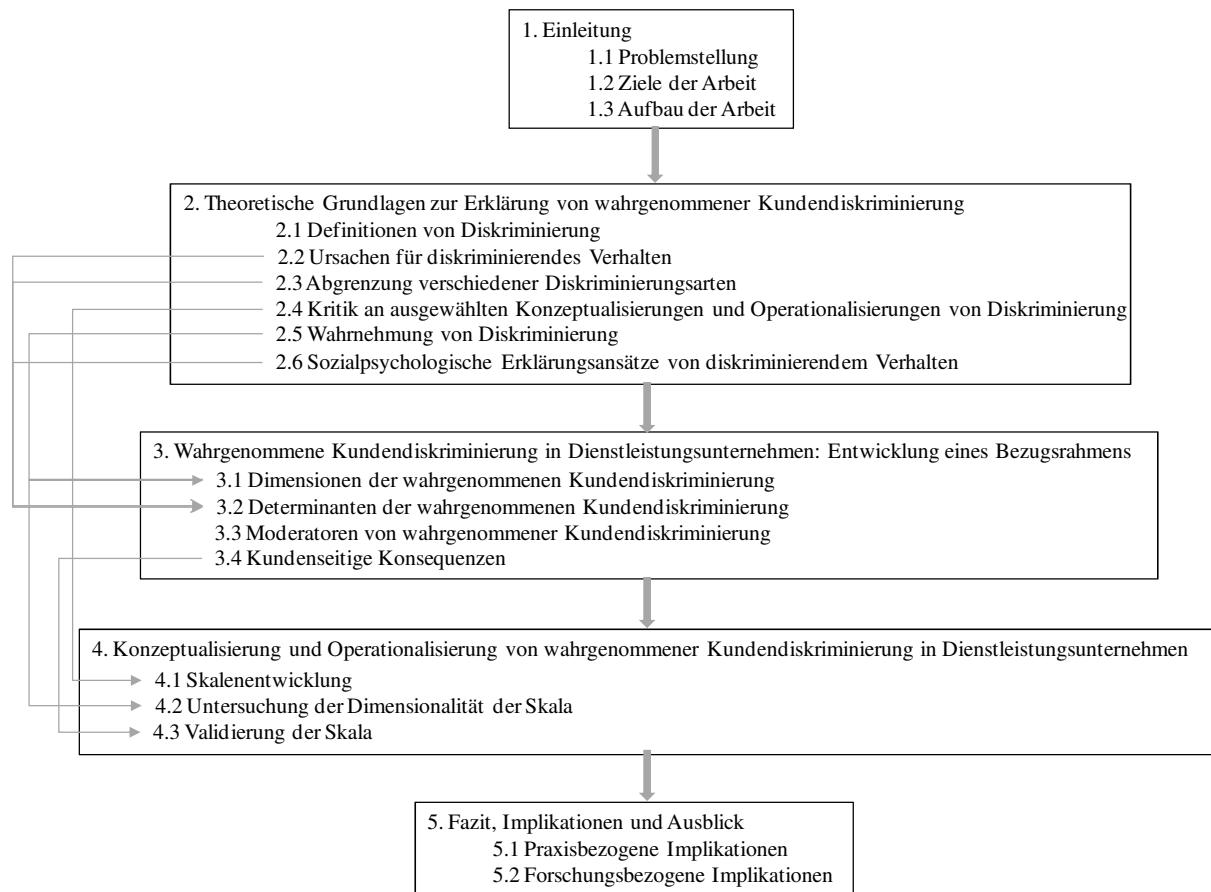 1. Einleitung
1.1 Problemstellung
1.2 Ziele der Arbeit
1.3 Aufbau der Arbeit
2. Theoretische Grundlagen zur Erklärung von wahrgenommener Kundendiskriminierung
2.1 Definitionen von Diskriminierung
2.2 Ursachen für diskriminierendes Verhalten
2.3 Abgrenzung verschiedener Diskriminierungsarten
2.4 Kritik an ausgewählten Konzeptualisierungen und Operationalisierungen von Diskriminierung
2.5 Wahrnehmung von Diskriminierung
2.6 Sozialpsychologische Erklärungsansätze von diskriminierendem Verhalten
3. Wahrgenommene Kundendiskriminierung in Dienstleistungsunternehmen: Entwicklung eines Bezugsrahmens
3.1 Dimensionen der wahrgenommenen Kundendiskriminierung
3.2 Determinanten der wahrgenommenen Kundendiskriminierung
3.3 Moderatoren von wahrgenommener Kundendiskriminierung
3.4 Kundenseitige Konsequenzen
4. Konzeptualisierung und Operationalisierung von wahrgenommener Kundendiskriminierung in Dienstleistungsunternehmen
4.1 Skalenentwicklung
4.2 Untersuchung der Dimensionalität der Skala
4.3 Validierung der Skala
5. Fazit, Implikationen und Ausblick
5.1 Praxisbezogene Implikationen
5.2 Forschungsbezogene Implikationen